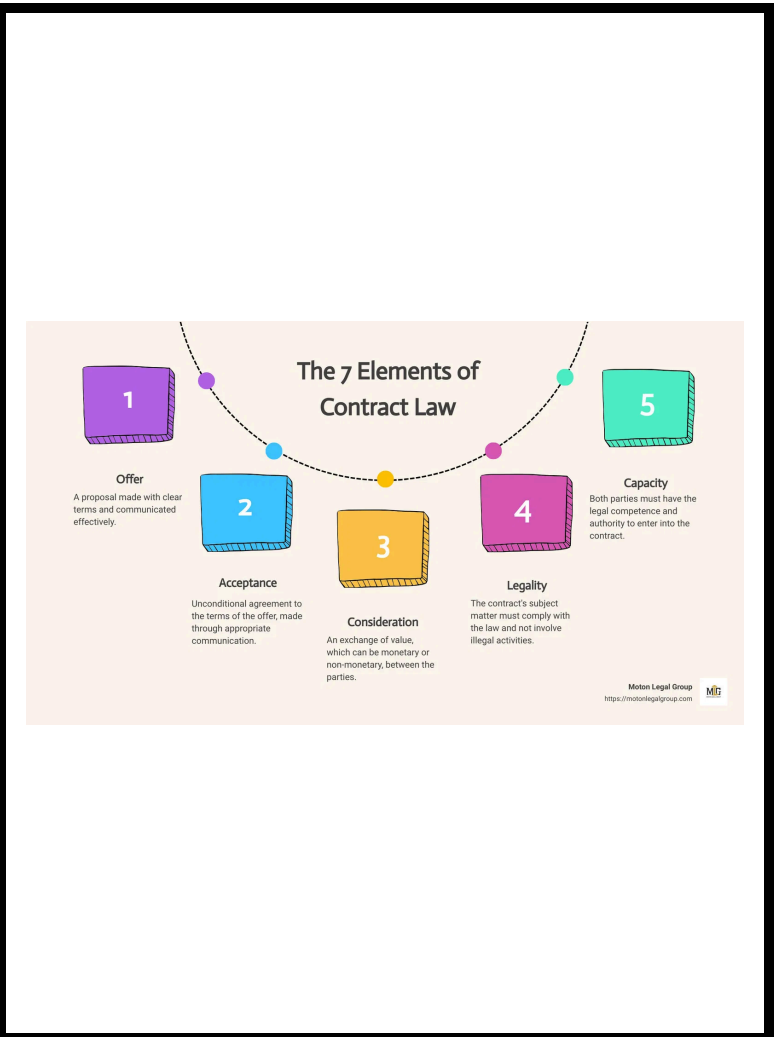 The 7 Elements of
Contract Law
1
Offer
A proposal made with clear
terms and communicated
effectively.
2
Acceptance
Unconditional agreement to
the terms of the offer, made
through appropriate
communication.
3
Consideration
An exchange of value,
which can be monetary or
non-monetary, between the
parties.
4
Legality
The contract's subject
matter must comply with
the law and not involve
illegal activities.
5
Capacity
Both parties must have the
legal competence and
authority to enter into the
contract.
Moton Legal Group
https://motonlegalgroup.com